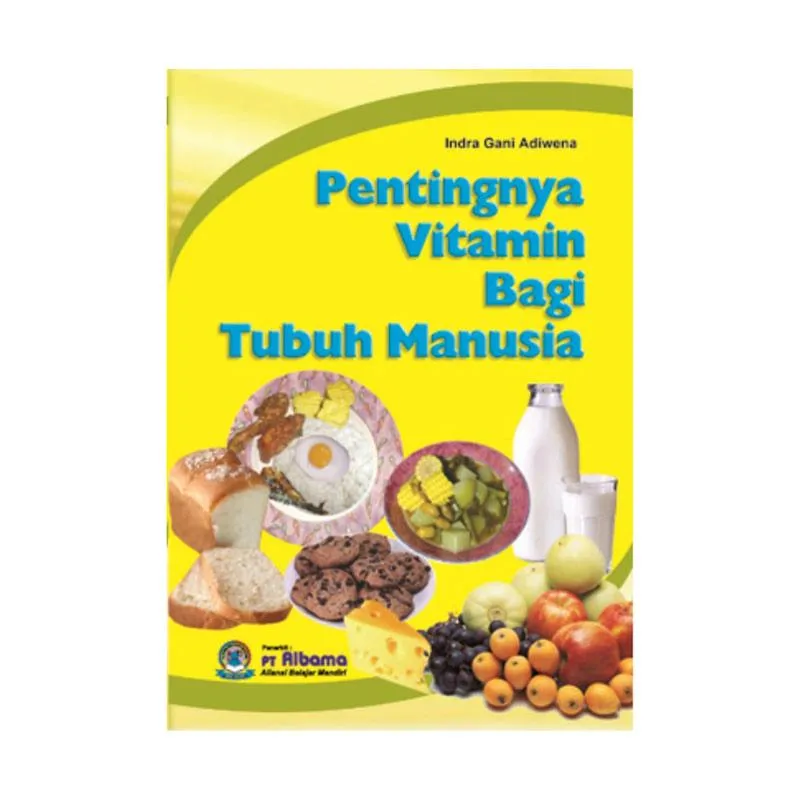 Indra Gani Adiwena
Pentingnya
Vitamin
Bagi
Tubuh Manusia
Penerbit :
PT Albama
Aliansi Belajar Mandiri